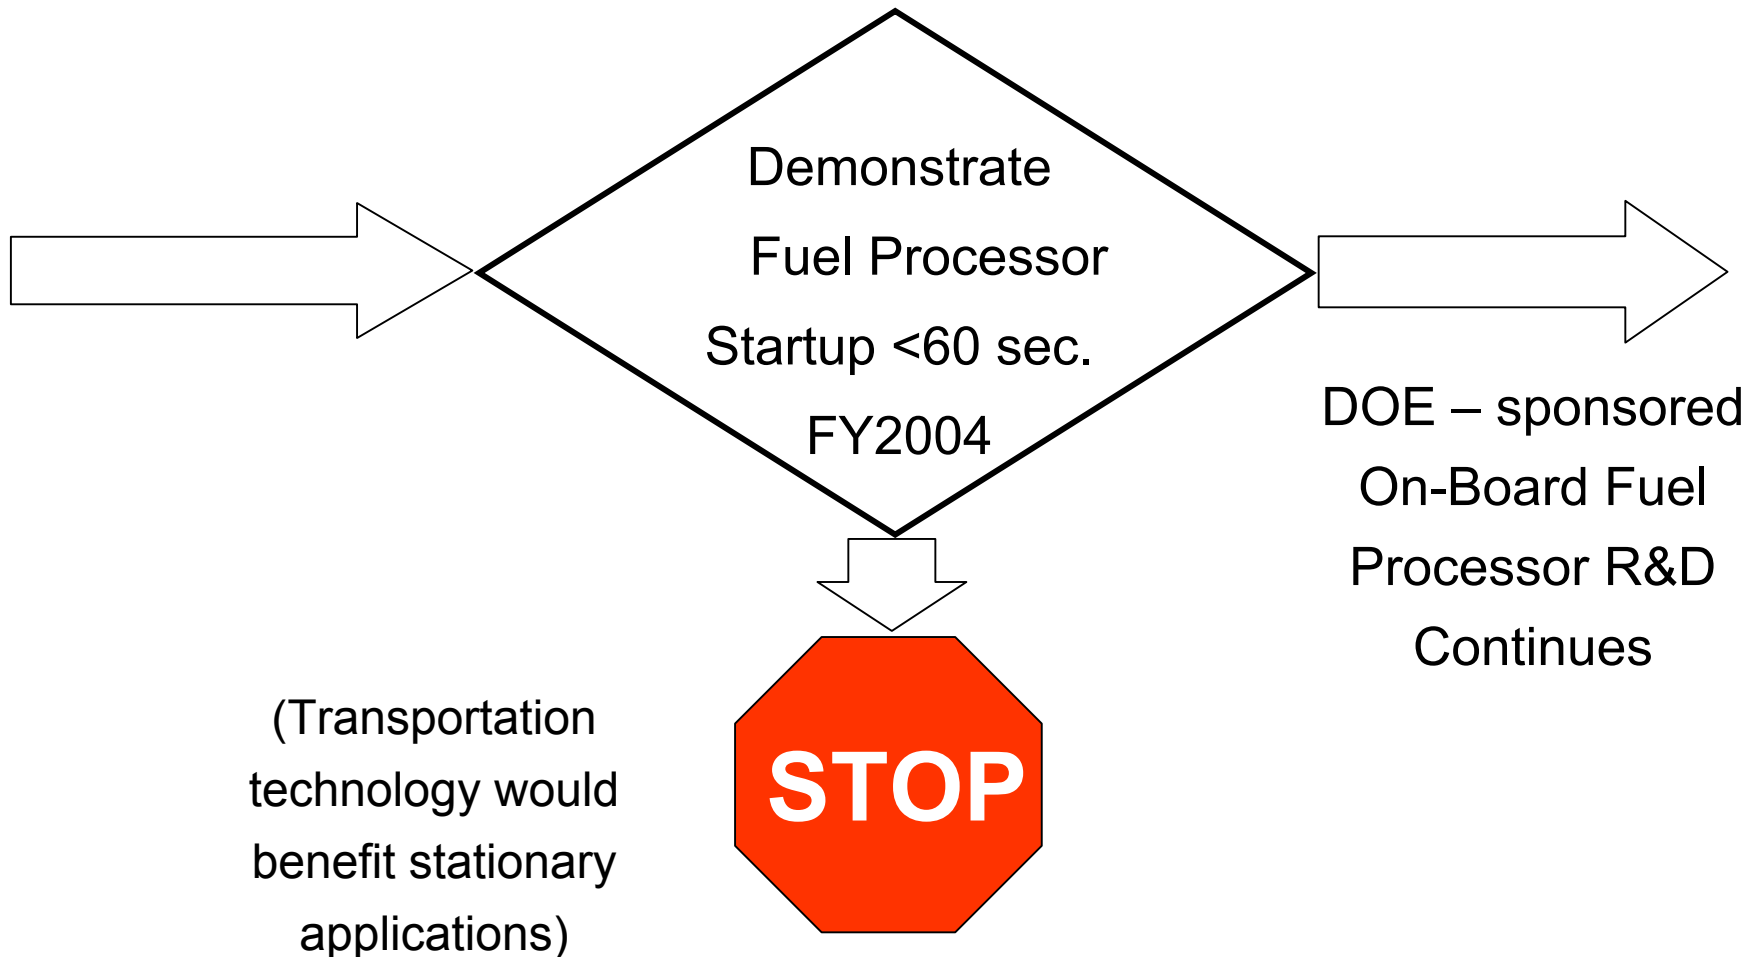 Demonstrate
Fuel Processor
Startup <60 sec.
FY2004
DOE – sponsored
On-Board Fuel
Processor R&D
Continues
STOP
(Transportation
technology would
benefit stationary
applications)